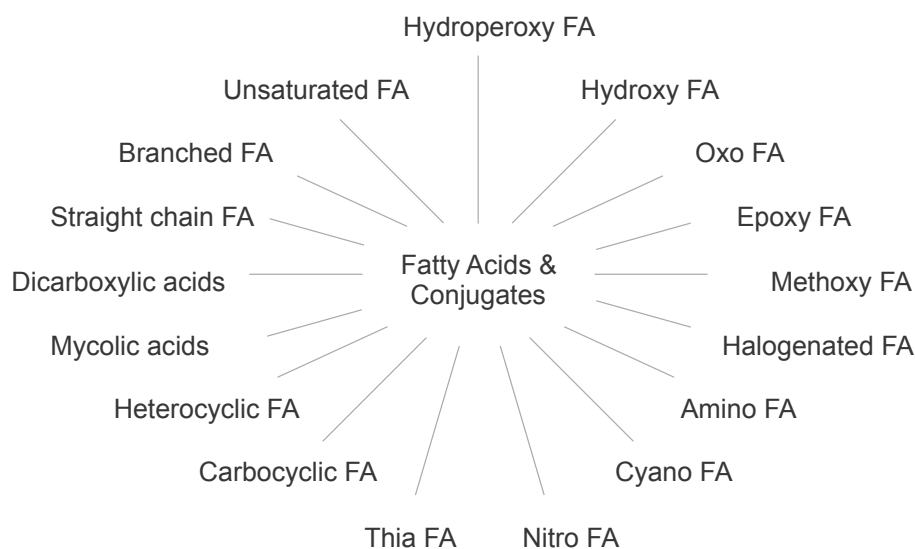 Hydroperoxy FA
Unsaturated FA
Hydroxy FA
Branched FA
Oxo FA
Straight chain FA
Epoxy FA
Fatty Acids &
Conjugates
Dicarboxylic acids
Methoxy FA
Mycolic acids
Halogenated FA
Heterocyclic FA
Amino FA
Carbocyclic FA
Cyano FA
Thia FA
Nitro FA